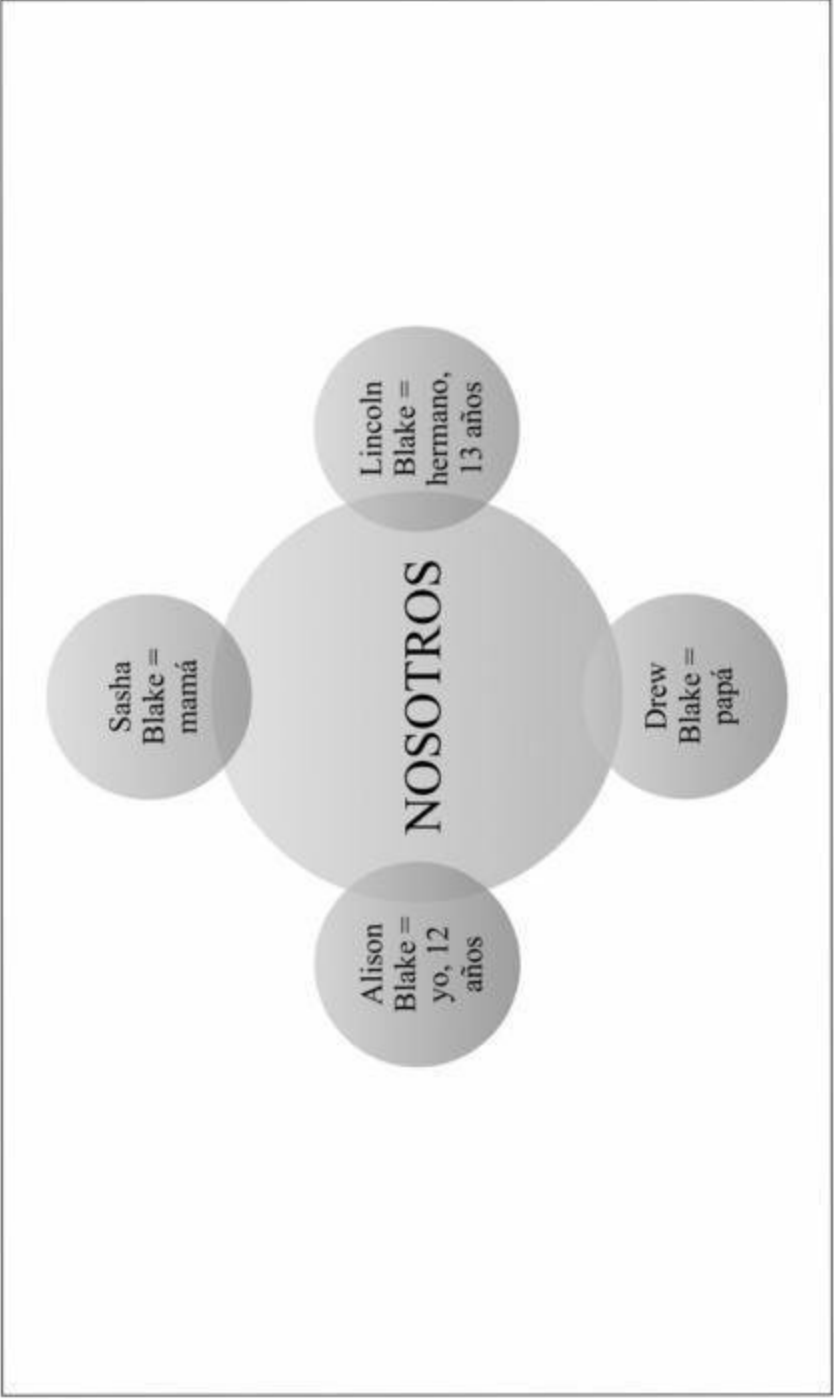 Sasha
Blake =
mamá
Alison
Blake =
yo, 12
años
NOSOTROS
Lincoln
Blake =
hermano,
13 años
Drew
Blake =
papá